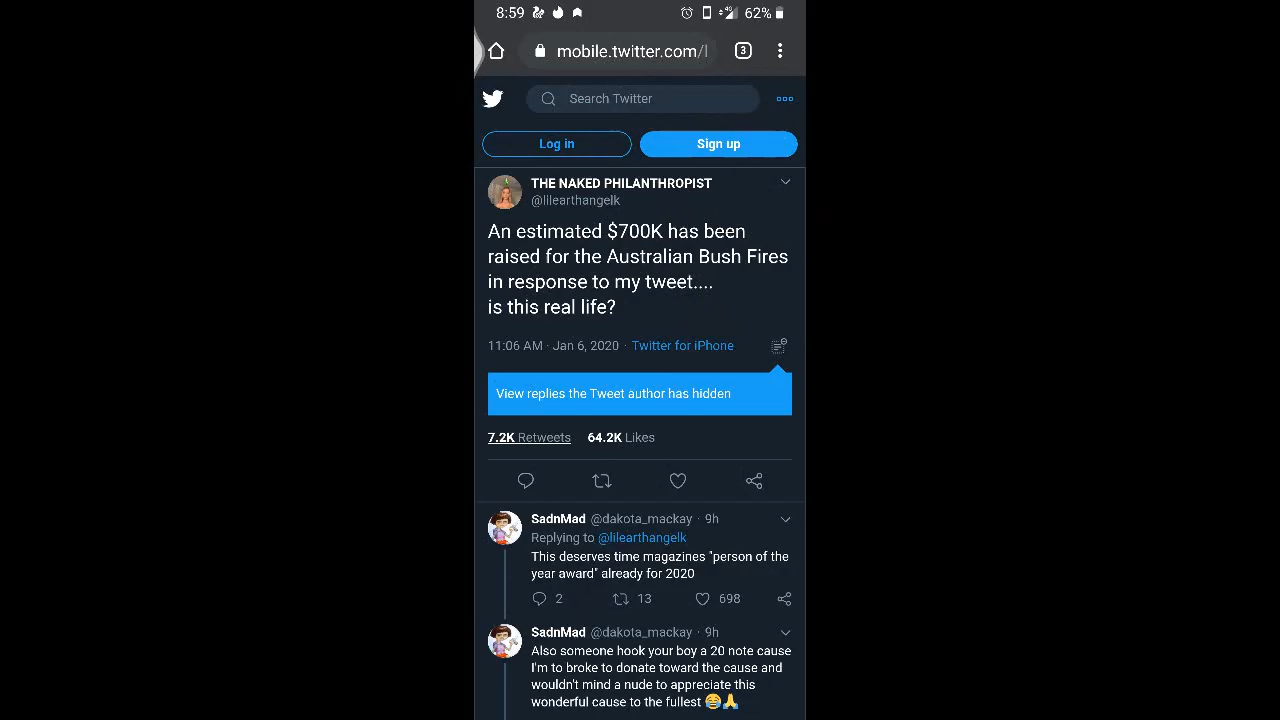 8:59 4G 62%
mobile.twitter.com/l 3
Search Twitter
Log in Sign up
THE NAKED PHILANTHROPIST
@lilearthangelk
An estimated $700K has been
raised for the Australian Bush Fires
in response to my tweet....
is this real life?
11:06 AM · Jan 6, 2020 · Twitter for iPhone
View replies the Tweet author has hidden
7.2K Retweets 64.2K Likes
SadnMad @dakota_mackay · 9h
Replying to @lilearthangelk
This deserves time magazines "person of the
year award" already for 2020
2 13 698
SadnMad @dakota_mackay · 9h
Also someone hook your boy a 20 note cause
I'm to broke to donate toward the cause and
wouldn't mind a nude to appreciate this
wonderful cause to the fullest 😂🙏